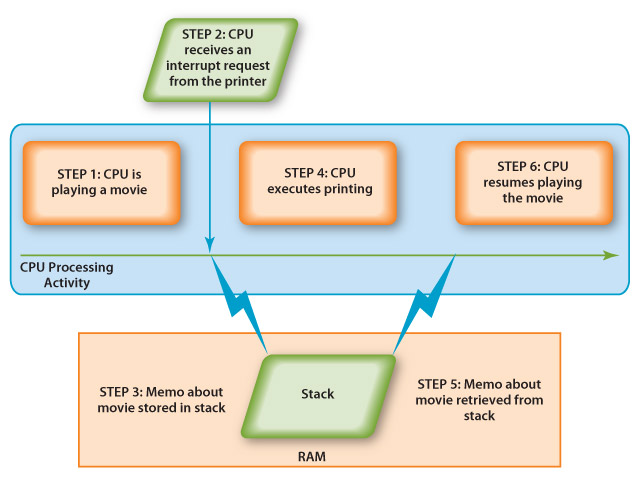 STEP 2: CPU
receives an
interrupt request
from the printer
STEP 1: CPU is
playing a movie
STEP 4: CPU
executes printing
STEP 6: CPU
resumes playing
the movie
CPU Processing
Activity
STEP 3: Memo about
movie stored in stack
Stack
STEP 5: Memo about
movie retrieved from
stack
RAM